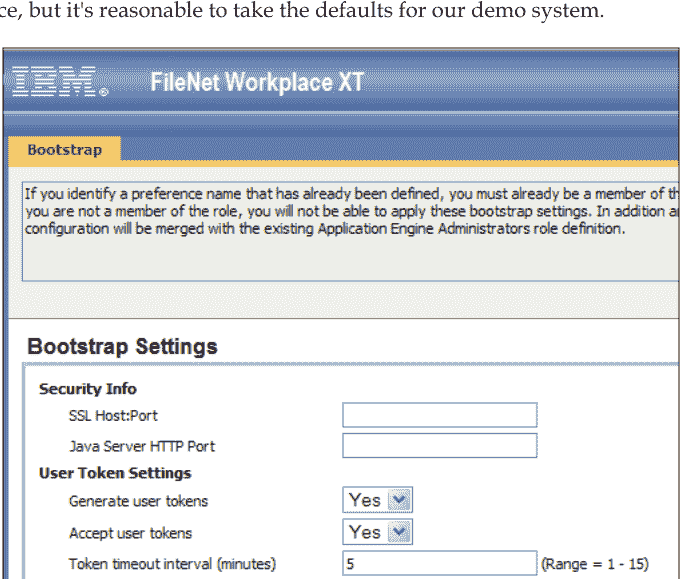 ce, but it's reasonable to take the defaults for our demo system.
IBM® FileNet Workplace XT
Bootstrap
If you identify a preference name that has already been defined, you must already be a member of th
you are not a member of the role, you will not be able to apply these bootstrap settings. In addition a
configuration will be merged with the existing Application Engine Administrators role definition.
Bootstrap Settings
Security Info
SSL Host:Port
Java Server HTTP Port
User Token Settings
Generate user tokens Yes
Accept user tokens Yes
Token timeout interval (minutes) 5 (Range = 1 - 15)